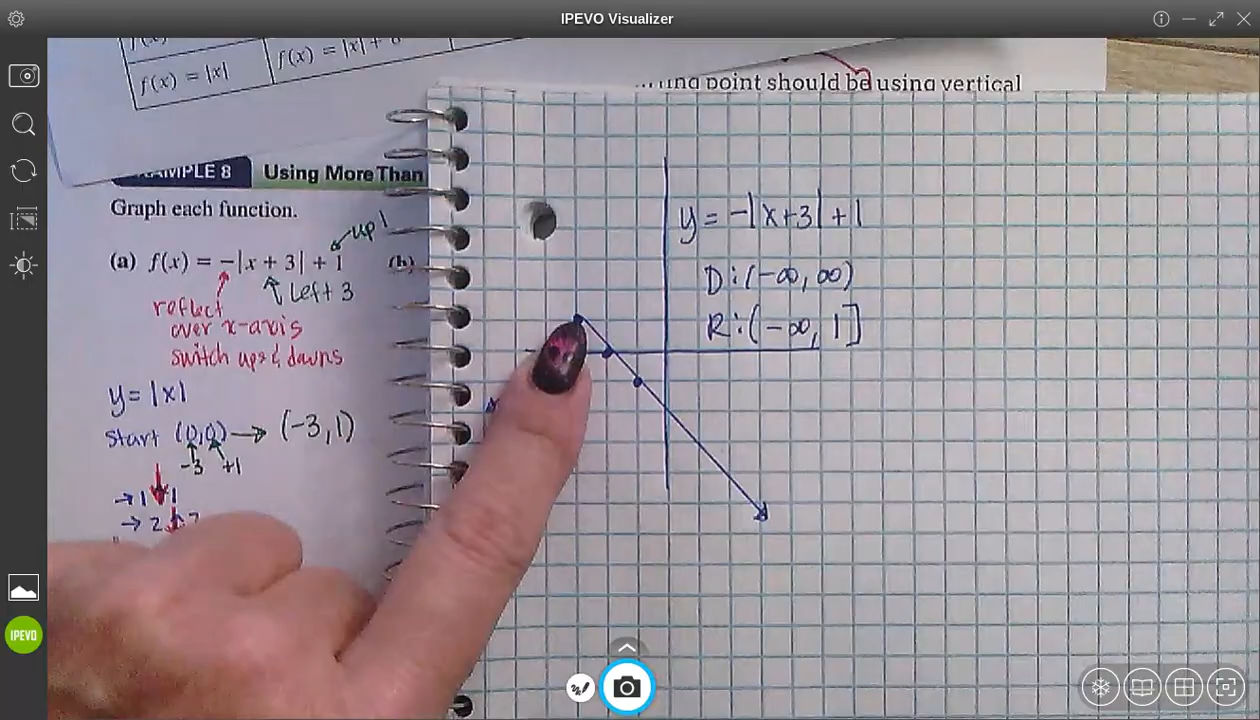 IPEVO Visualizer
f(x) = |x|
f(x) = |x| +
point should be using vertical
EXAMPLE 8 Using More Than
Graph each function.
up 1
(a) f(x) = −|x + 3| + 1
(b)
reflect
over x-axis
switch ups & downs
Left 3
y = |x|
Start (0,0) → (-3,1)
-3 +1
→ 1 ↓ 1
→ 2
y = -|x+3|+1
D: (-∞, ∞)
R: (-∞, 1]
IPEVO